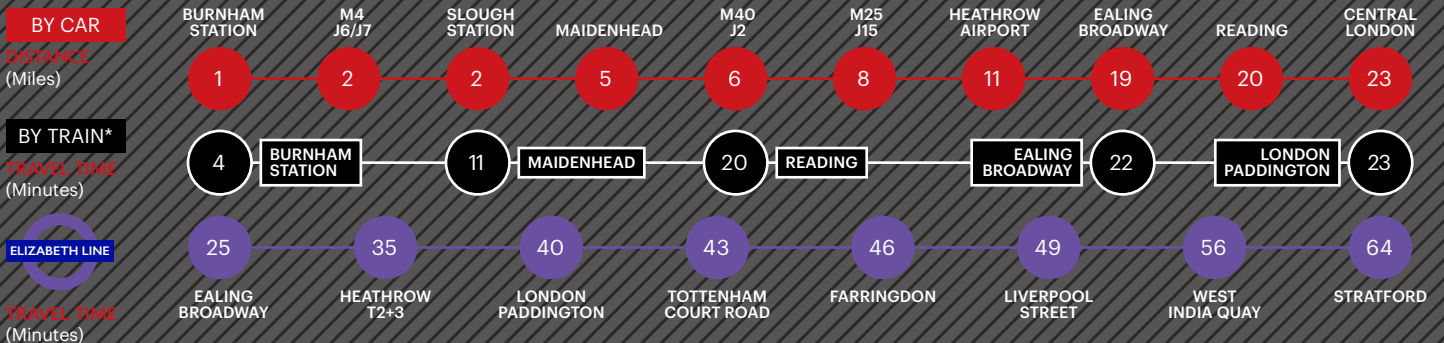 BY CAR
DISTANCE
(Miles)
BURNHAM
STATION
1
M4
J6/J7
2
SLOUGH
STATION
2
MAIDENHEAD
5
M40
J2
6
M25
J15
8
HEATHROW
AIRPORT
11
EALING
BROADWAY
19
READING
20
CENTRAL
LONDON
23
BY TRAIN*
TRAVEL TIME
(Minutes)
4
BURNHAM
STATION
11
MAIDENHEAD
20
READING
EALING
BROADWAY
22
LONDON
PADDINGTON
23
ELIZABETH LINE
TRAVEL TIME
(Minutes)
25
EALING
BROADWAY
35
HEATHROW
T2+3
40
LONDON
PADDINGTON
43
TOTTENHAM
COURT ROAD
46
FARRINGDON
49
LIVERPOOL
STREET
56
WEST
INDIA QUAY
64
STRATFORD